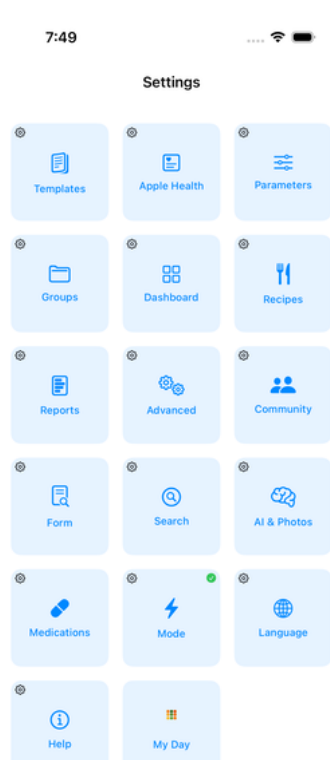 7:49
Settings
Templates
Apple Health
Parameters
Groups
Dashboard
Recipes
Reports
Advanced
Community
Form
Search
AI & Photos
Medications
Mode
Language
Help
My Day